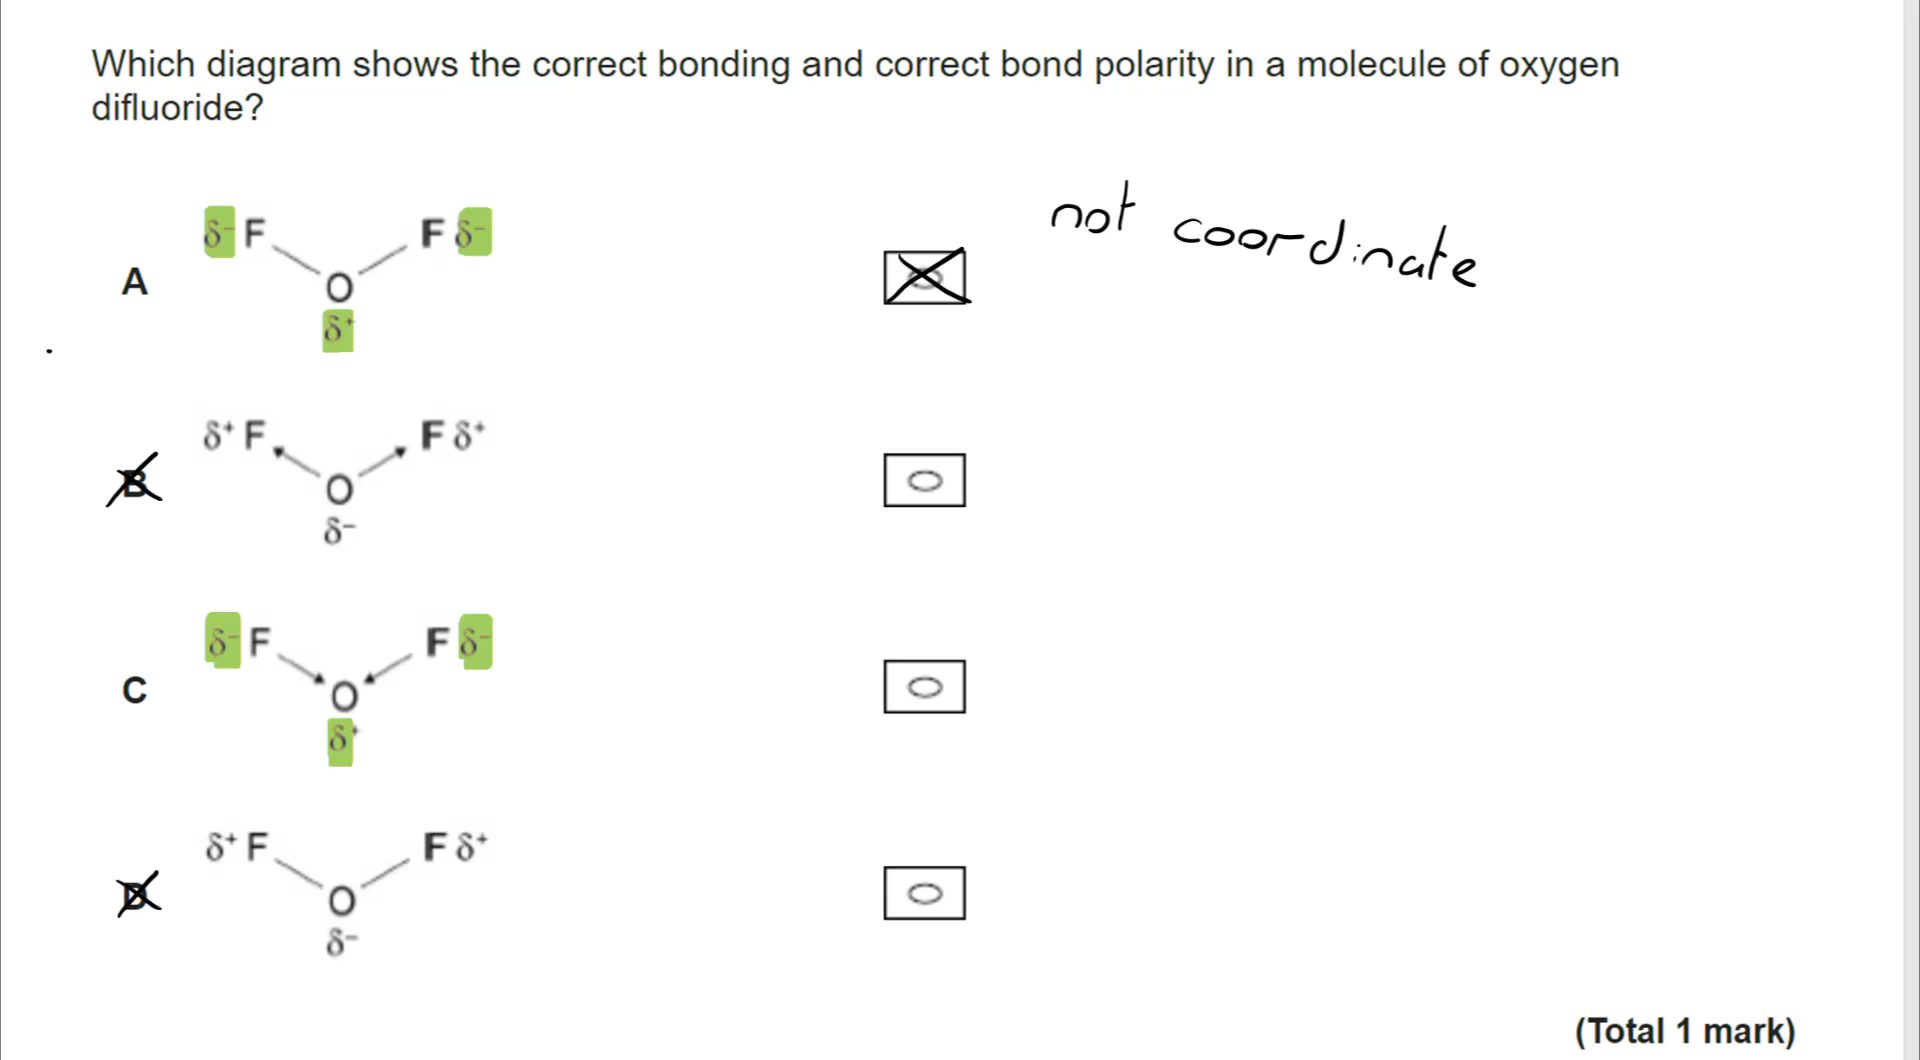 Which diagram shows the correct bonding and correct bond polarity in a molecule of oxygen
difluoride?
not coordinate
δ- F F δ-
A
O
δ+
δ+ F F δ+
B
O
δ-
δ- F F δ-
C
O
δ+
δ+ F F δ+
D
O
δ-
(Total 1 mark)